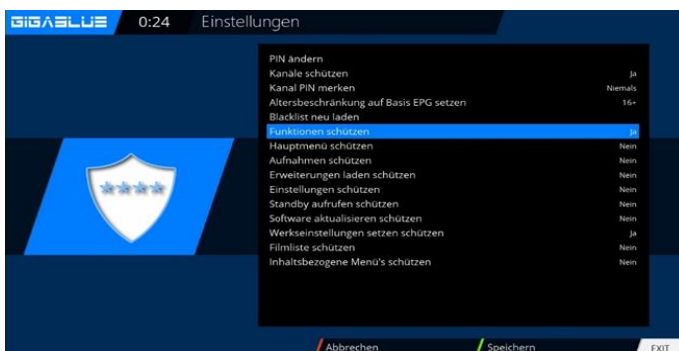 GIGABLUE 0:24 Einstellungen
PIN ändern
Kanäle schützen Ja
Kanal PIN merken Niemals
Altersbeschränkung auf Basis EPG setzen 16+
Blacklist neu laden
Funktionen schützen Ja
Hauptmenü schützen Nein
Aufnahmen schützen Nein
Erweiterungen laden schützen Nein
Einstellungen schützen Nein
Standby aufrufen schützen Nein
Software aktualisieren schützen Nein
Werkseinstellungen setzen schützen Ja
Filmliste schützen Nein
Inhaltsbezogene Menü's schützen Nein
Abbrechen Speichern EXIT